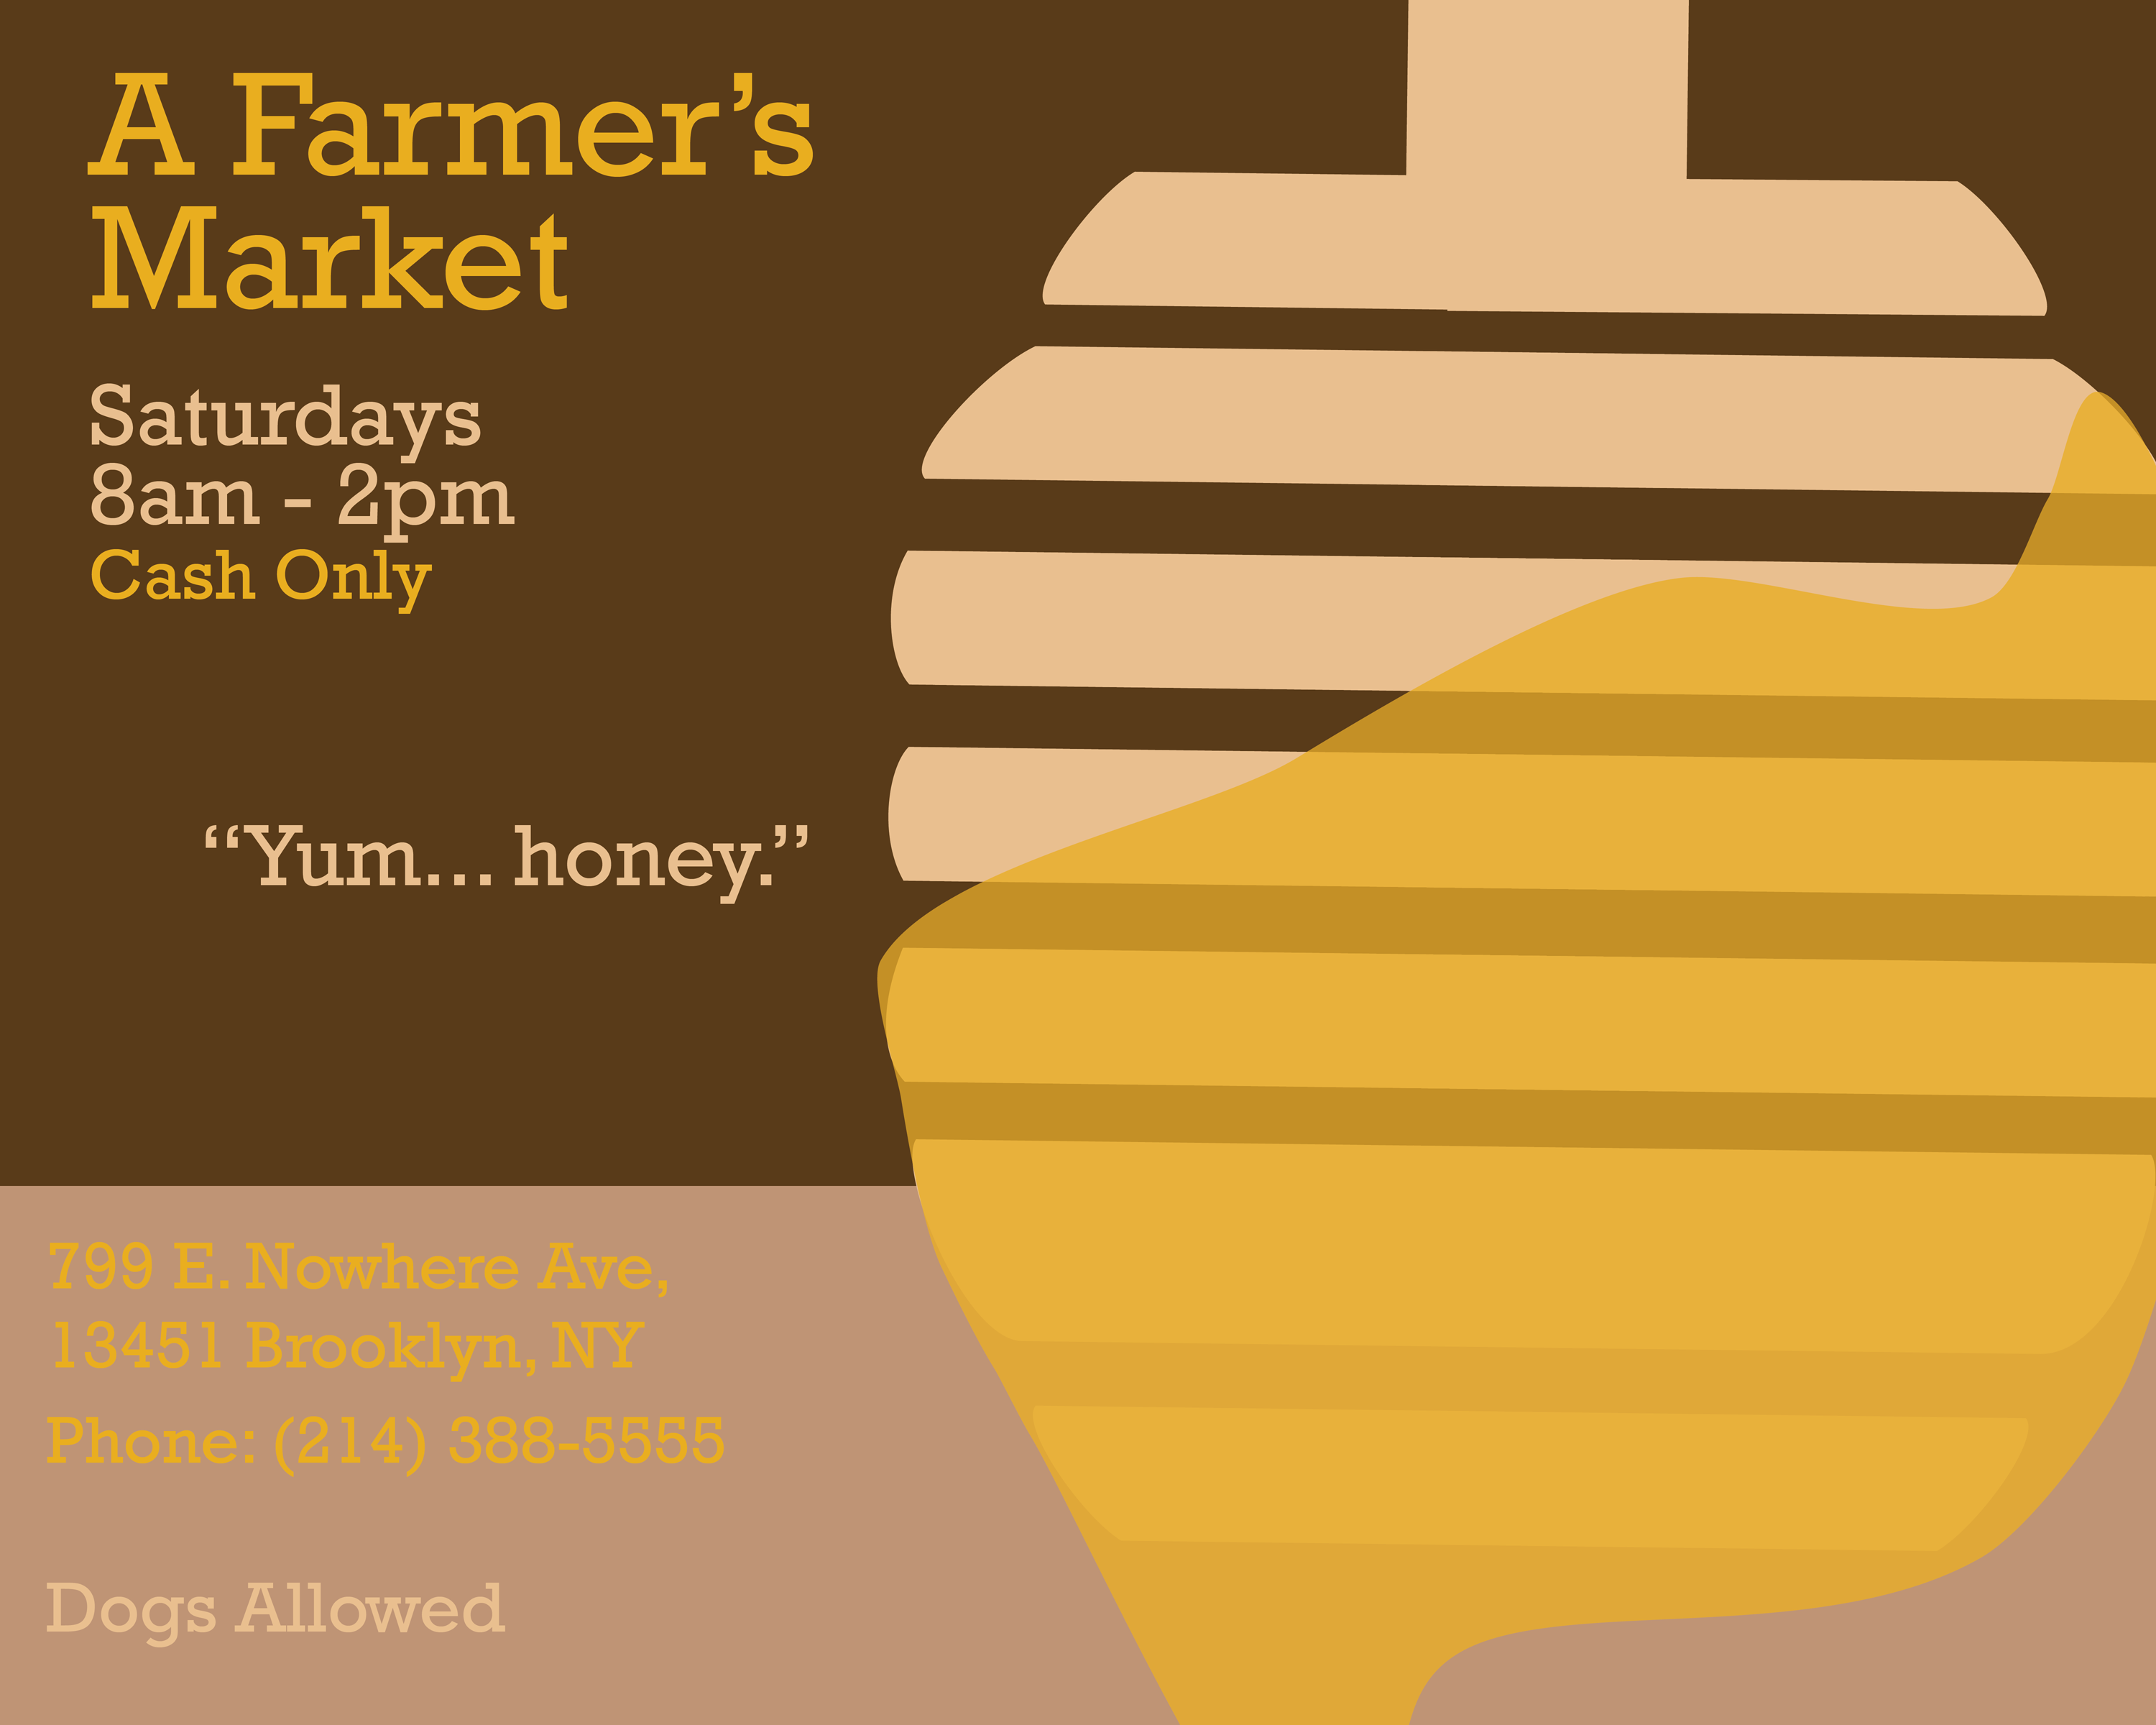 A Farmer’s
Market
Saturdays
8am - 2pm
Cash Only
“Yum... honey.”
799 E. Nowhere Ave,
13451 Brooklyn, NY
Phone: (214) 388-5555
Dogs Allowed